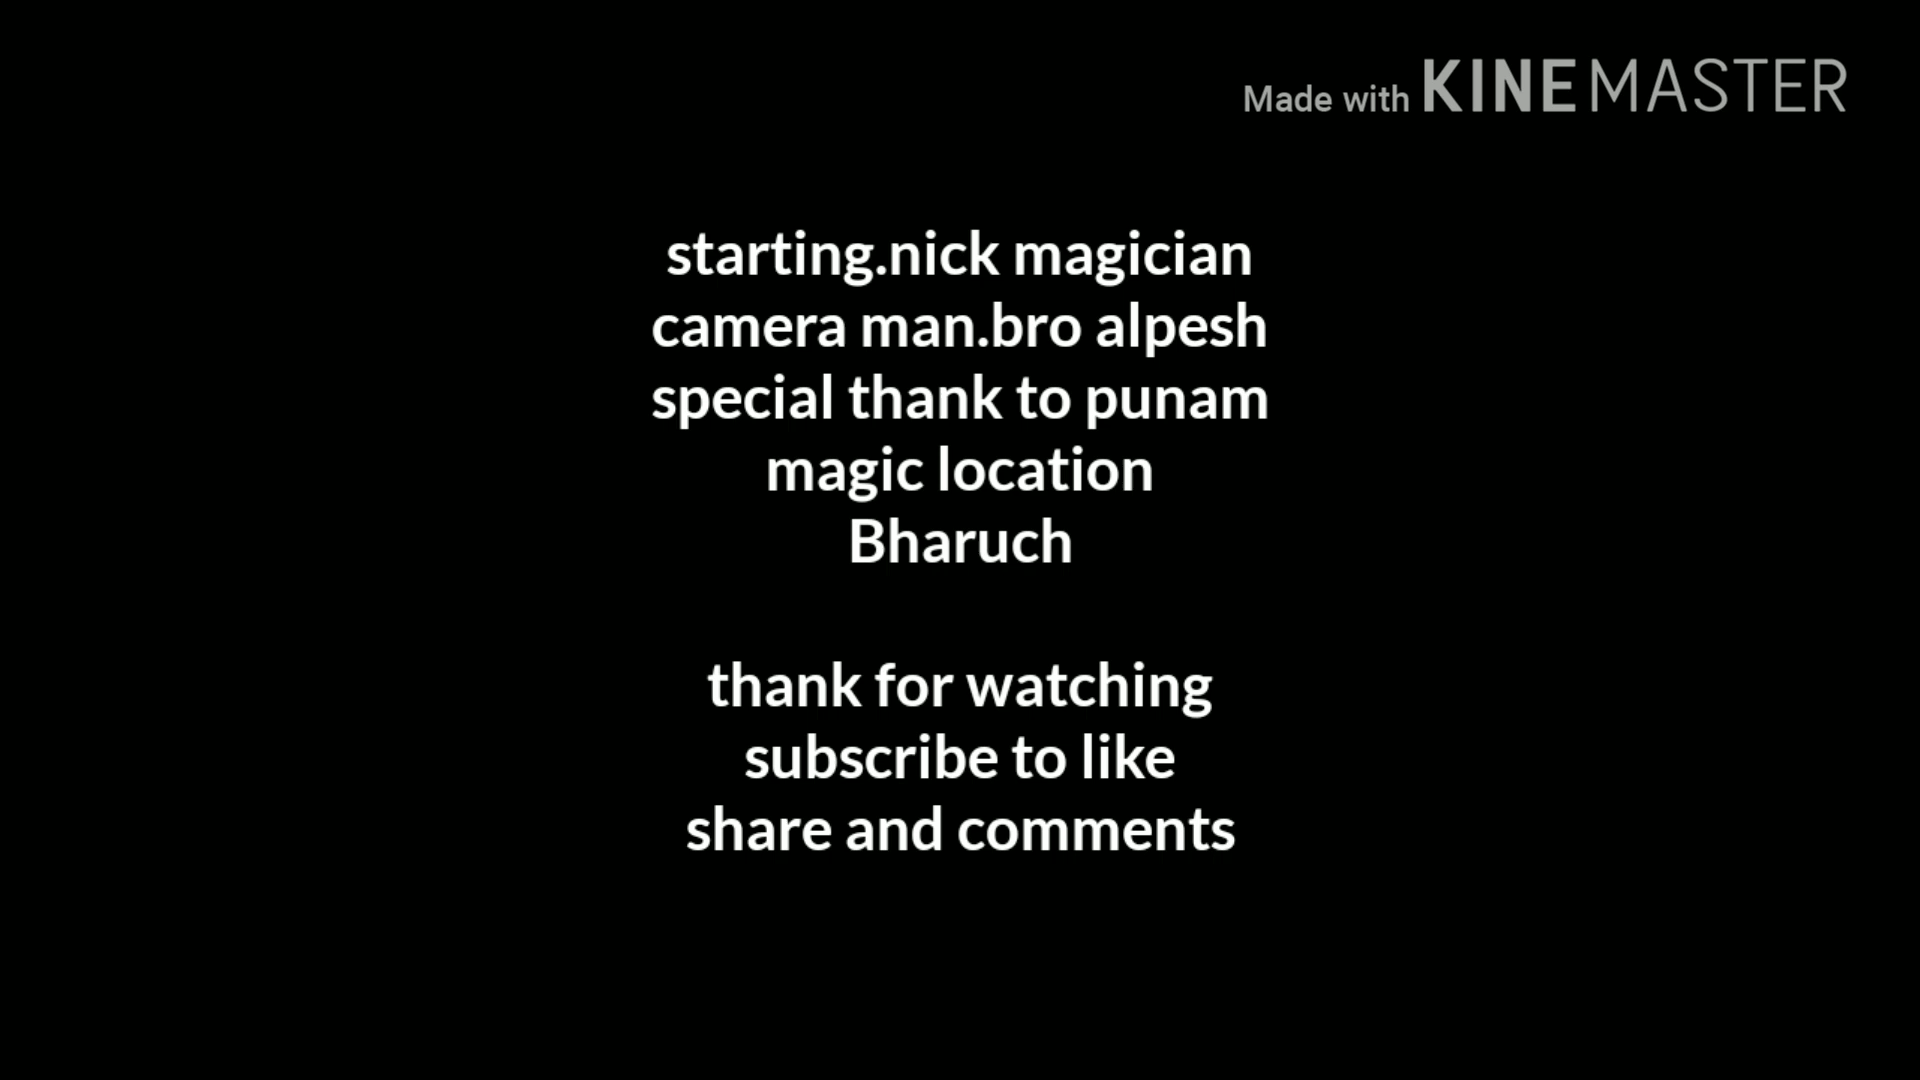 Made with KINEMASTER
starting.nick magician
camera man.bro alpesh
special thank to punam
magic location
Bharuch
thank for watching
subscribe to like
share and comments